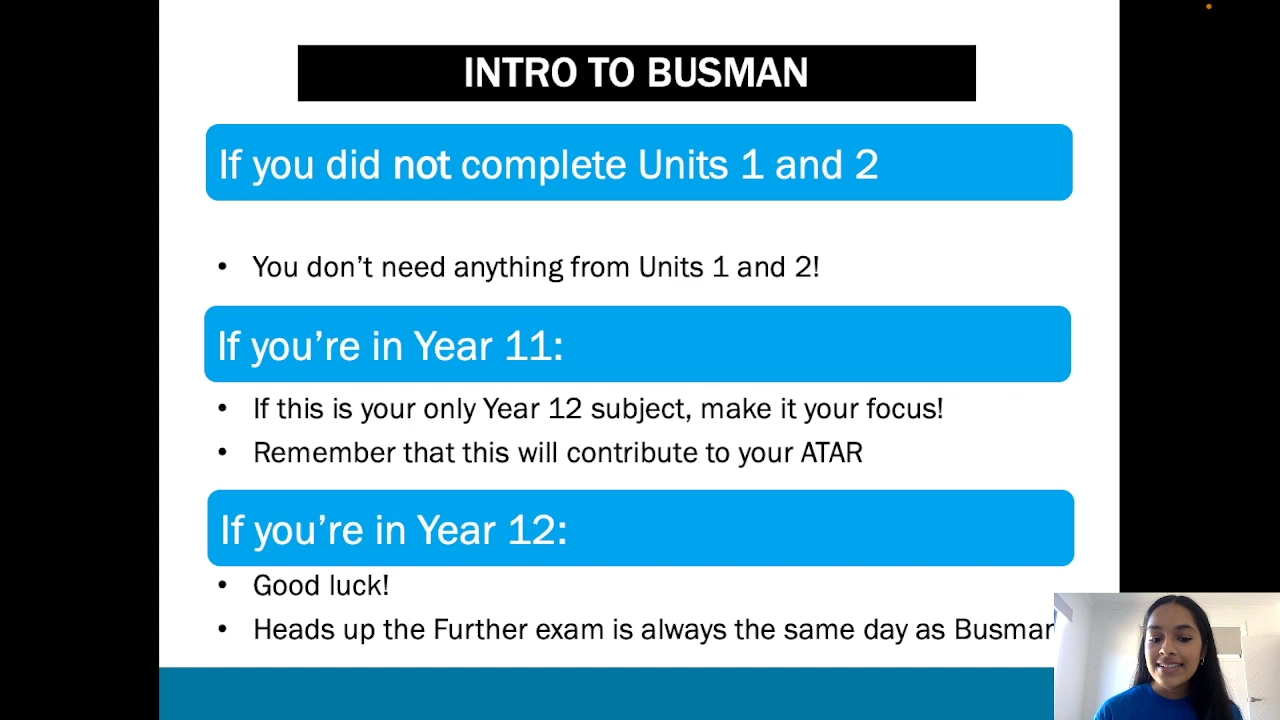 INTRO TO BUSMAN
If you did not complete Units 1 and 2
• You don't need anything from Units 1 and 2!
If you're in Year 11:
• If this is your only Year 12 subject, make it your focus!
• Remember that this will contribute to your ATAR
If you're in Year 12:
• Good luck!
• Heads up the Further exam is always the same day as Busman